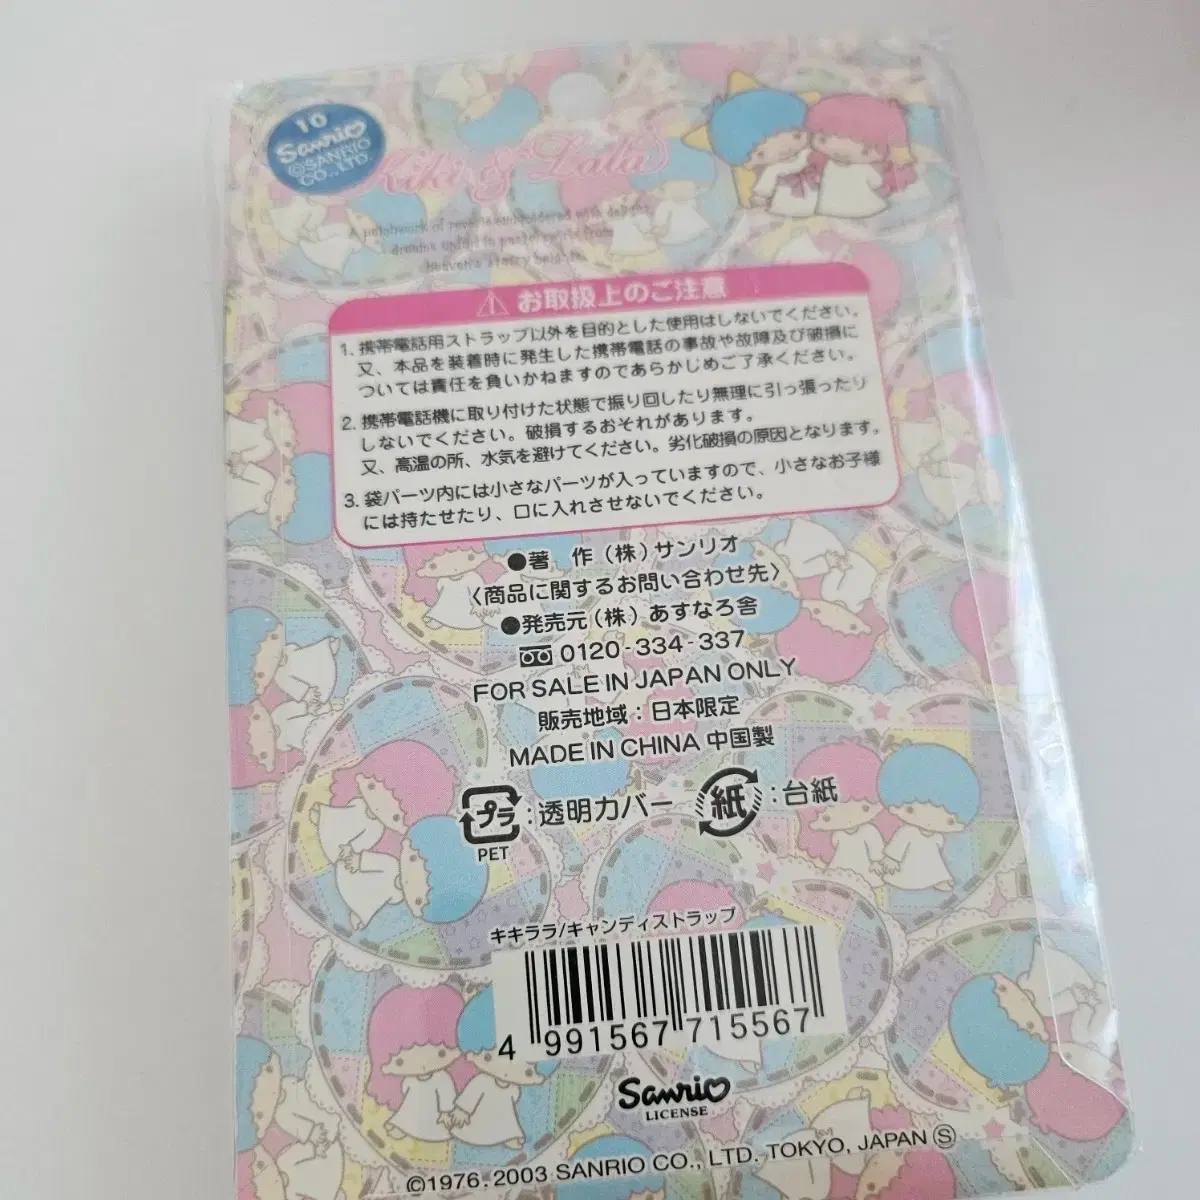 10
Sanrio
©SANRIO
CO.,LTD.
Kiki & Lala
dreams
heaven's starry
お取扱上のご注意
1. 携帯電話用ストラップ以外を目的とした使用はしないでください。
又、本品を装着時に発生した携帯電話の事故や故障及び破損に
ついては責任を負いかねますのであらかじめご了承ください。
2. 携帯電話機に取り付けた状態で振り回したり無理に引っ張ったり
しないでください。破損するおそれがあります。
又、高温の所、水気を避けてください。劣化破損の原因となります。
3. 袋パーツ内には小さなパーツが入っていますので、小さなお子様
には持たせたり、口に入れさせないでください。
●著 作（株）サンリオ
〈商品に関するお問い合わせ先〉
●発売元（株）あすなろ舎
0120-334-337
FOR SALE IN JAPAN ONLY
販売地域：日本限定
MADE IN CHINA 中国製
プラ：透明カバー 紙：台紙
PET
キキララ/キャンディストラップ
4 991567 715567
Sanrio
LICENSE
©1976, 2003 SANRIO CO., LTD. TOKYO, JAPAN Ⓢ